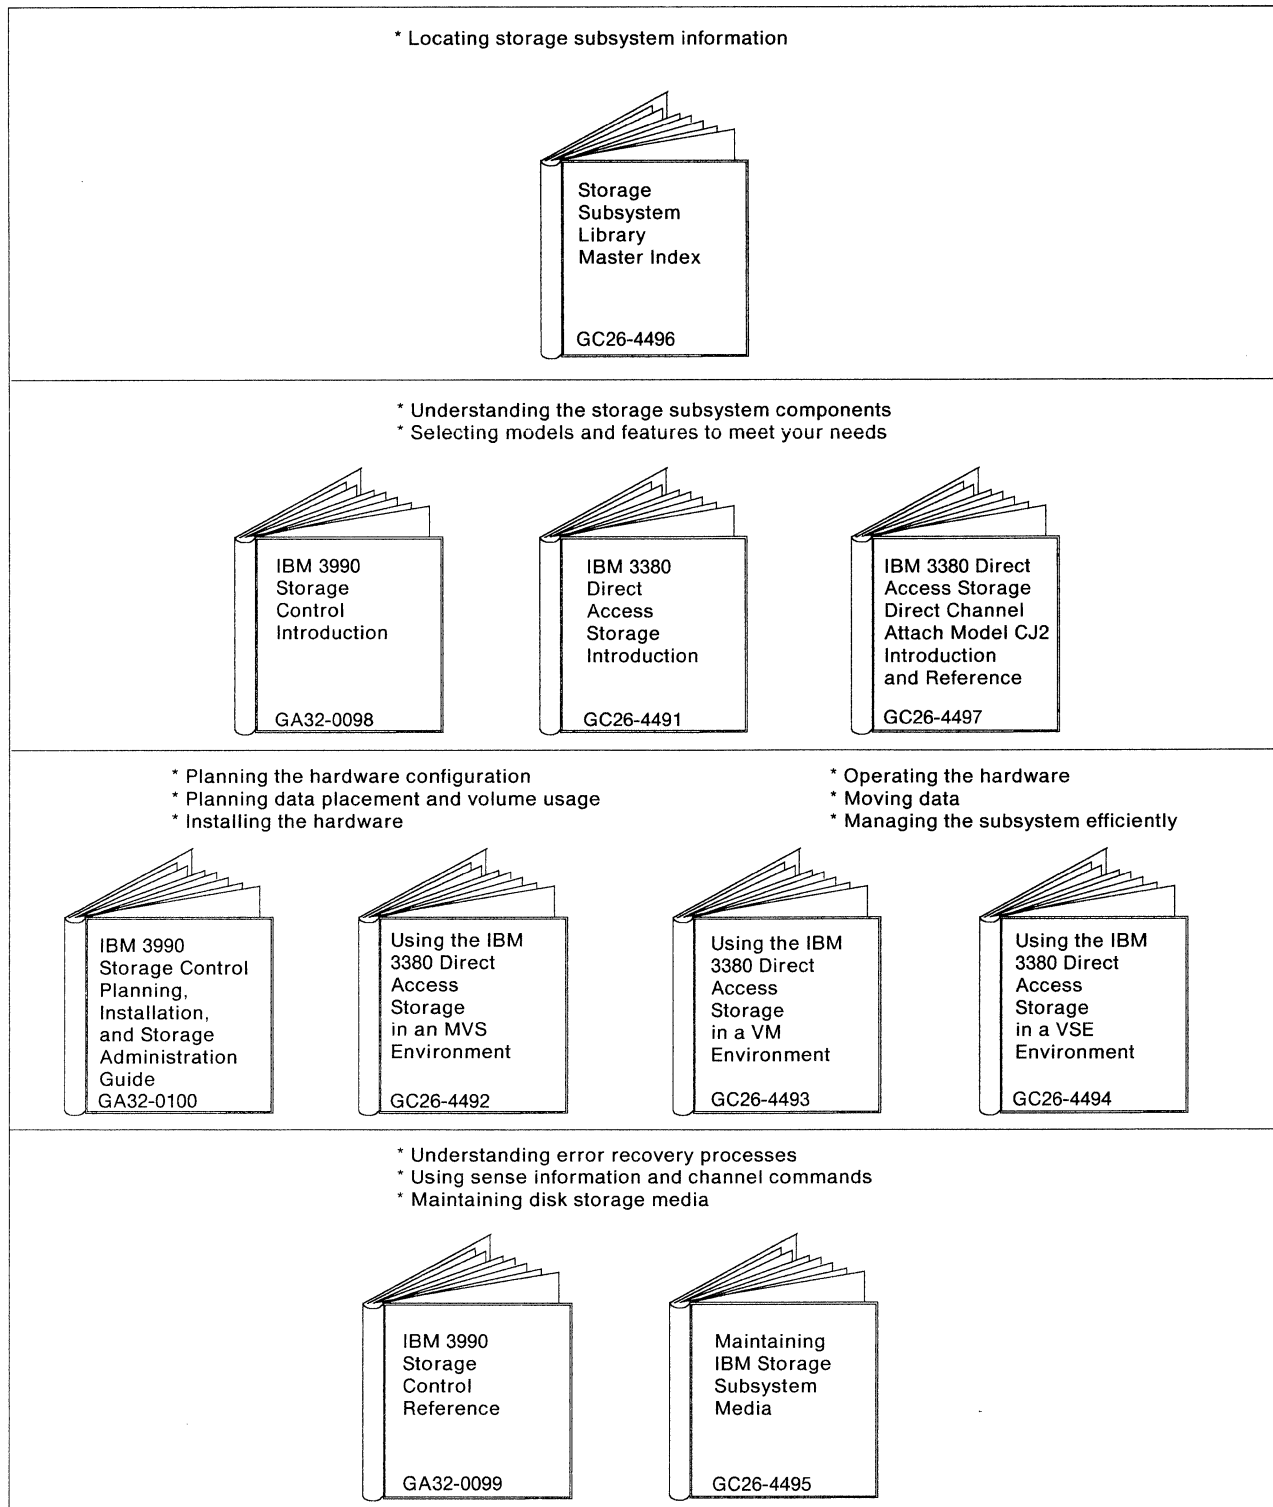 * Locating storage subsystem information
Storage
Subsystem
Library
Master Index
GC26-4496
* Understanding the storage subsystem components
* Selecting models and features to meet your needs
IBM 3990
Storage
Control
Introduction
GA32-0098
IBM 3380
Direct
Access
Storage
Introduction
GC26-4491
IBM 3380 Direct
Access Storage
Direct Channel
Attach Model CJ2
Introduction
and Reference
GC26-4497
* Planning the hardware configuration
* Planning data placement and volume usage
* Installing the hardware
* Operating the hardware
* Moving data
* Managing the subsystem efficiently
IBM 3990
Storage Control
Planning,
Installation,
and Storage
Administration
Guide
GA32-0100
Using the IBM
3380 Direct
Access
Storage
in an MVS
Environment
GC26-4492
Using the IBM
3380 Direct
Access
Storage
in a VM
Environment
GC26-4493
Using the IBM
3380 Direct
Access
Storage
in a VSE
Environment
GC26-4494
* Understanding error recovery processes
* Using sense information and channel commands
* Maintaining disk storage media
IBM 3990
Storage
Control
Reference
GA32-0099
Maintaining
IBM Storage
Subsystem
Media
GC26-4495